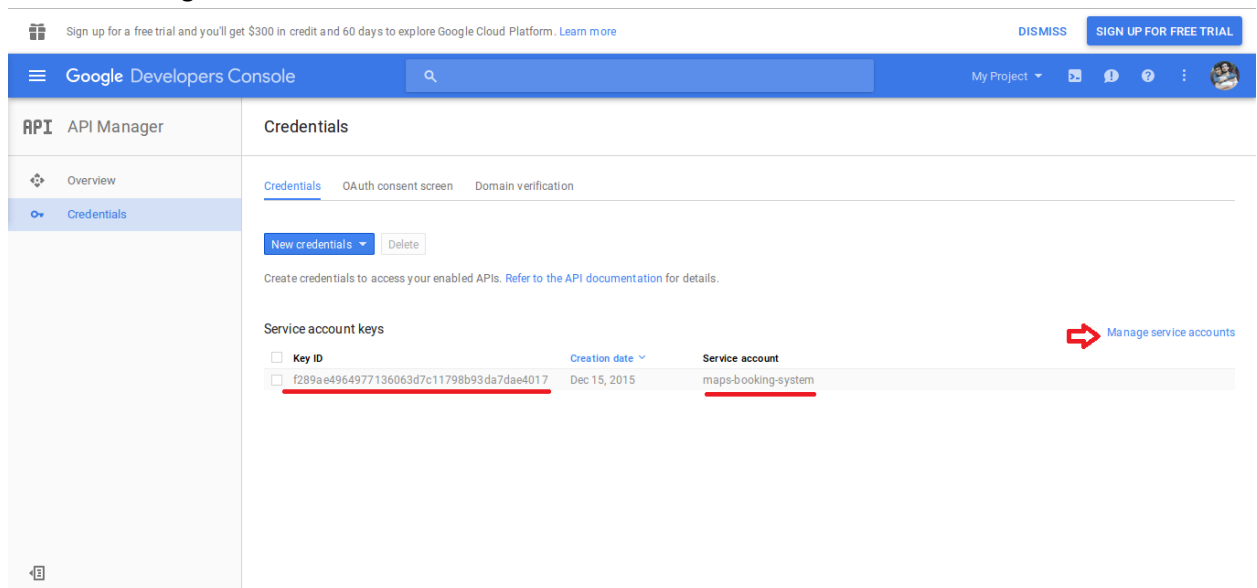 Sign up for a free trial and you'll get $300 in credit and 60 days to explore Google Cloud Platform. Learn more
DISMISS
SIGN UP FOR FREE TRIAL
Google Developers Console
My Project
API API Manager
Credentials
Overview
Credentials
Credentials OAuth consent screen Domain verification
New credentials
Delete
Create credentials to access your enabled APIs. Refer to the API documentation for details.
Service account keys
Manage service accounts
Key ID Creation date Service account
f289ae4964977136063d7c11798b93da7dae4017 Dec 15, 2015 maps-booking-system